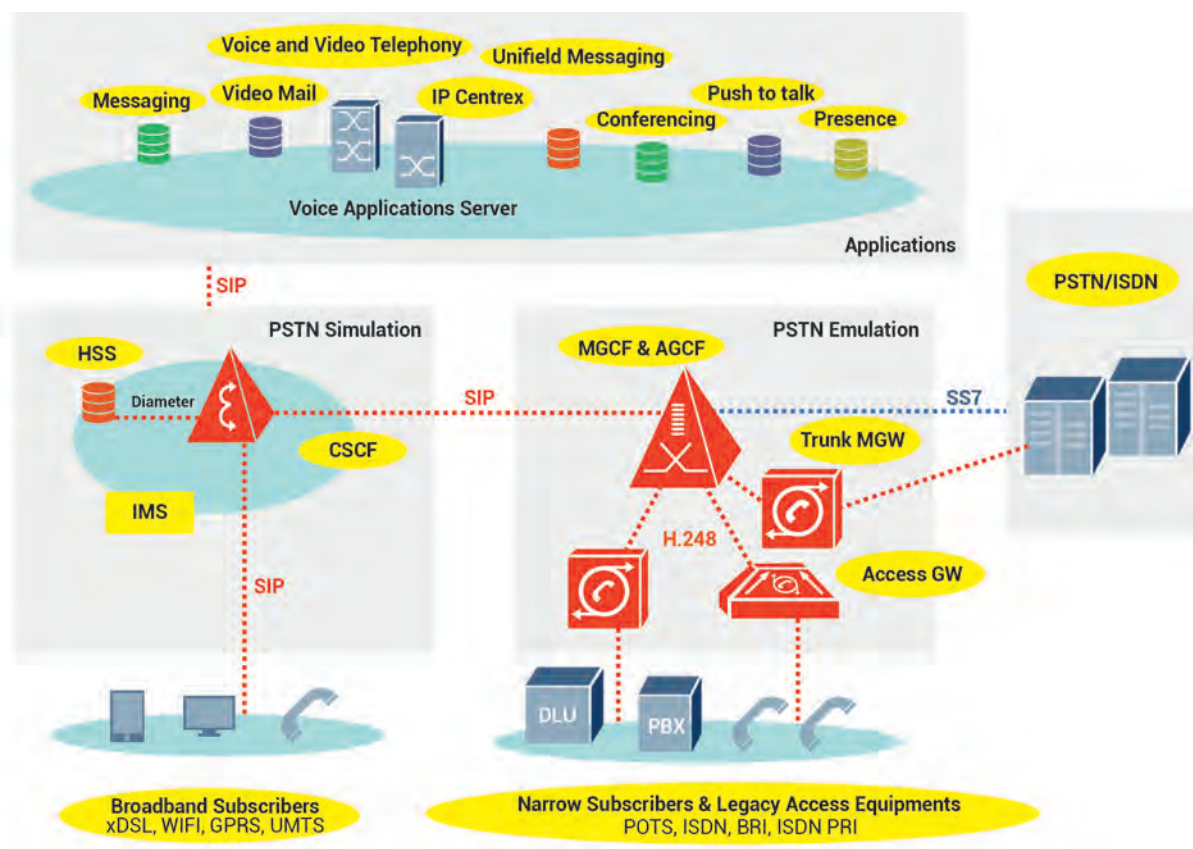 Voice and Video Telephony
Unifield Messaging
Messaging
Video Mail
IP Centrex
Push to talk
Conferencing
Presence
Voice Applications Server
Applications
SIP
PSTN/ISDN
PSTN Simulation
PSTN Emulation
HSS
MGCF & AGCF
Diameter
SIP
SS7
CSCF
Trunk MGW
IMS
H.248
SIP
Access GW
DLU
PBX
Broadband Subscribers
xDSL, WIFI, GPRS, UMTS
Narrow Subscribers & Legacy Access Equipments
POTS, ISDN, BRI, ISDN PRI